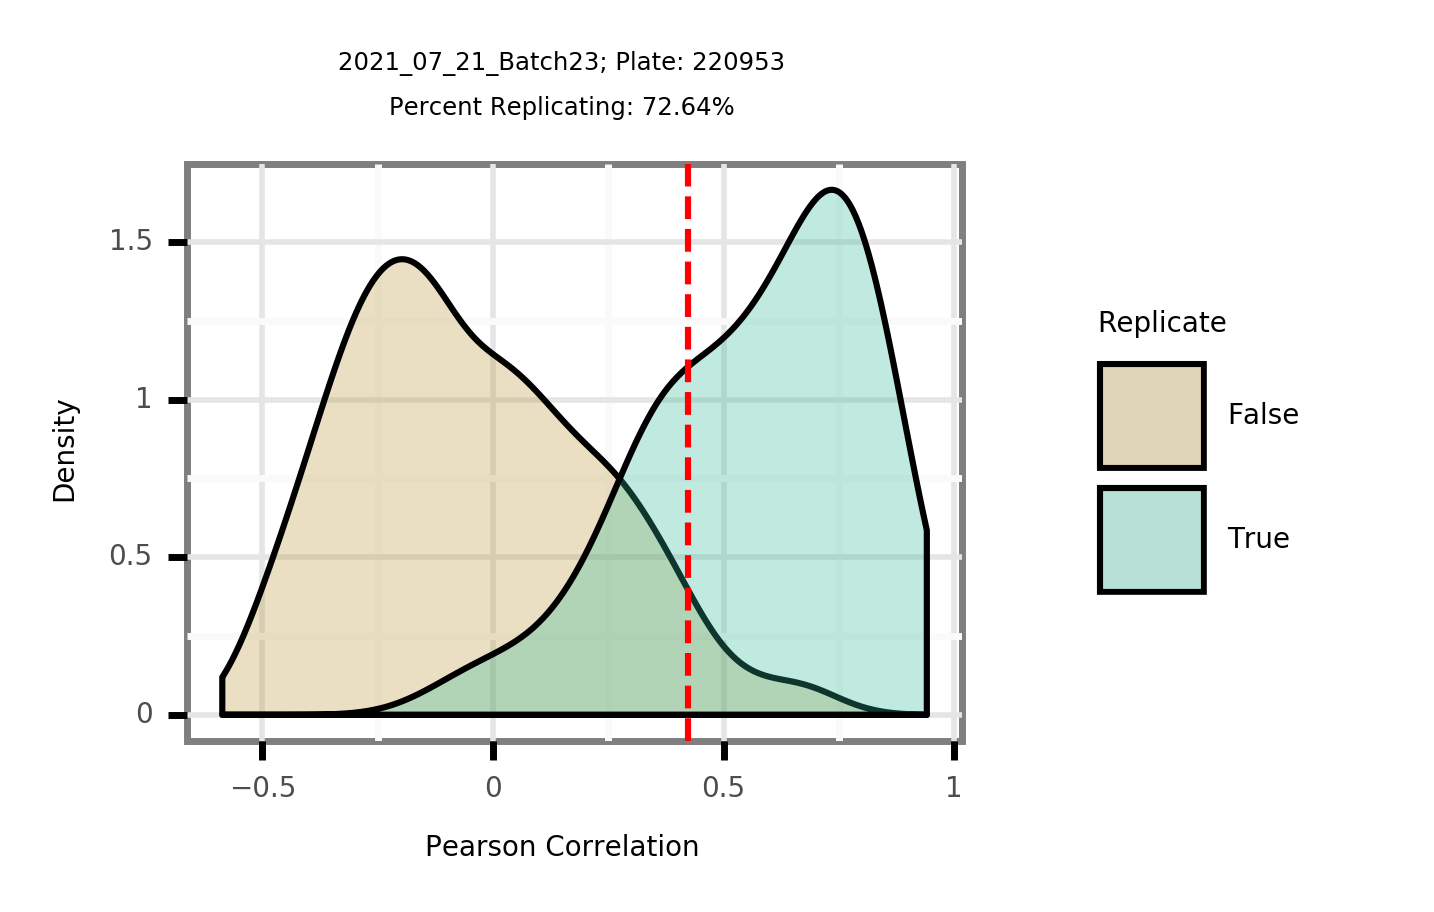 2021_07_21_Batch23; Plate: 220953
Percent Replicating: 72.64%
1.5
1
0.5
0
Density
−0.5 0 0.5 1
Pearson Correlation
Replicate
False
True